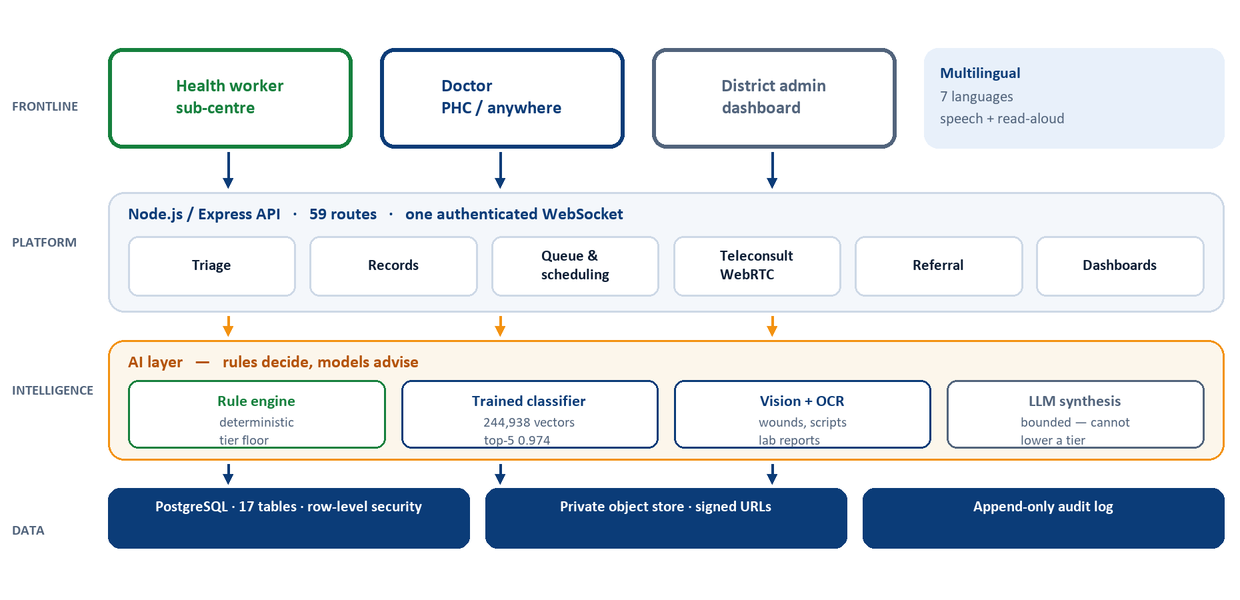 FRONTLINE
Health worker
sub-centre
Doctor
PHC / anywhere
District admin
dashboard
Multilingual
7 languages
speech + read-aloud
PLATFORM
Node.js / Express API · 59 routes · one authenticated WebSocket
Triage
Records
Queue &
scheduling
Teleconsult
WebRTC
Referral
Dashboards
INTELLIGENCE
AI layer — rules decide, models advise
Rule engine
deterministic
tier floor
Trained classifier
244,938 vectors
top-5 0.974
Vision + OCR
wounds, scripts
lab reports
LLM synthesis
bounded — cannot
lower a tier
DATA
PostgreSQL · 17 tables · row-level security
Private object store · signed URLs
Append-only audit log